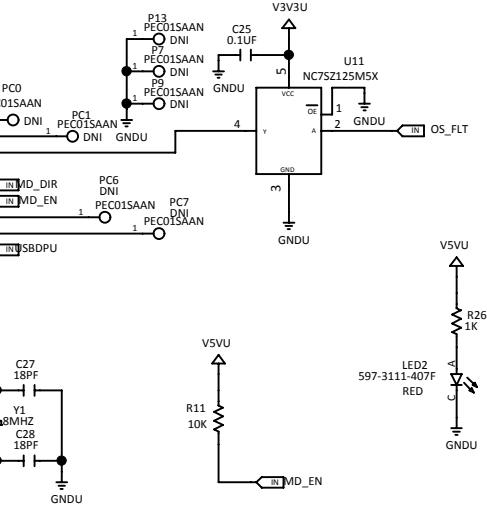 P13
PEC01SAAN
1
DNI
P7
PEC01SAAN
1
DNI
P9
PEC01SAAN
1
DNI
GNDU
V3V3U
C25
0.1UF
GNDU
U11
NC7SZ125M5X
5
VCC
OE
1
GNDU
4
Y
A
2
IN
OS_FLT
GND
3
GNDU
PC0
01SAAN
DNI
PC1
PEC01SAAN
1
DNI
IN
MD_DIR
IN
MD_EN
PC6
DNI
PEC01SAAN
1
PC7
DNI
PEC01SAAN
1
IN
USBDPU
V5VU
R26
1K
LED2
597-3111-407F
RED
A
C
GNDU
C27
18PF
Y1
8MHZ
C28
18PF
GNDU
V5VU
R11
10K
IN
MD_EN